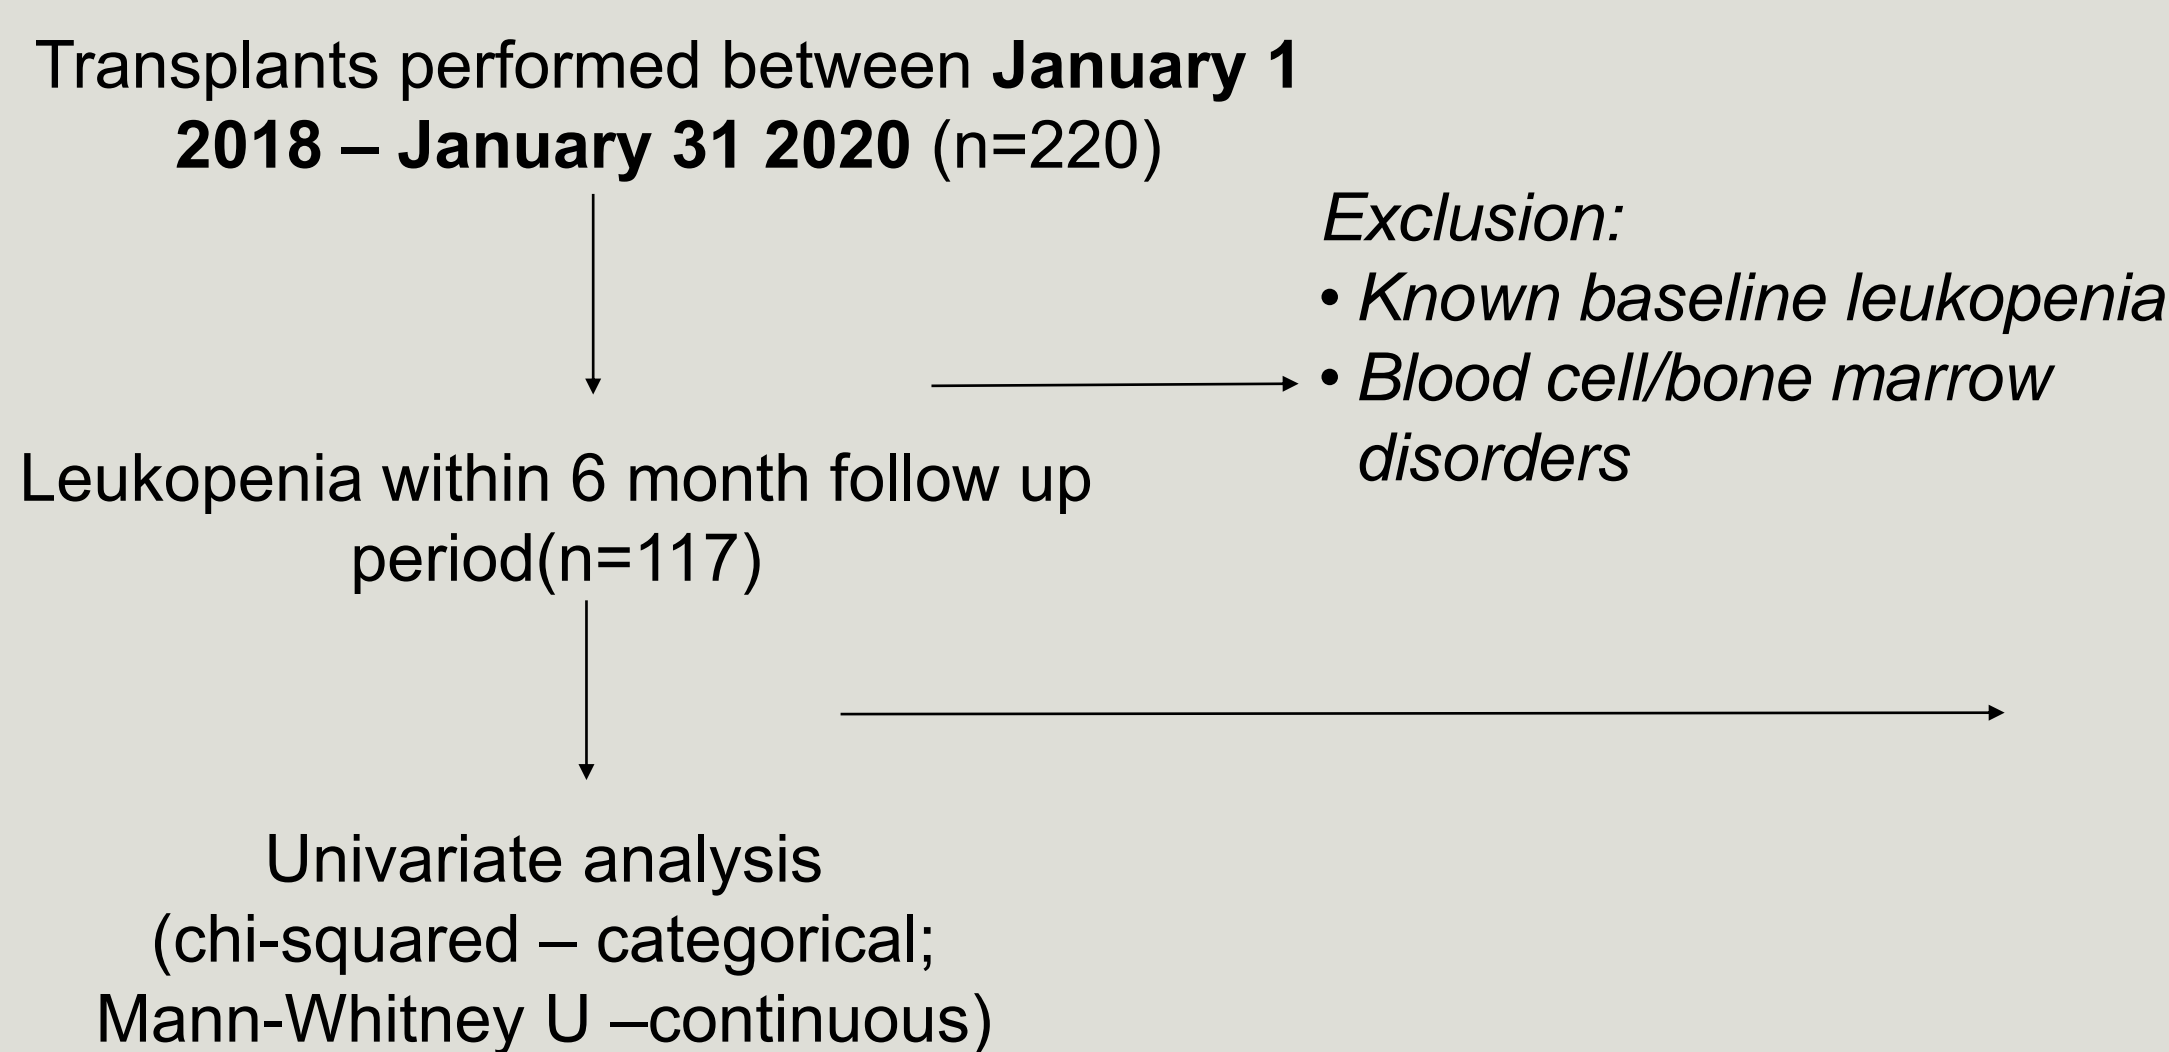 Transplants performed between January 1
2018 – January 31 2020 (n=220)
Exclusion:
• Known baseline leukopenia
• Blood cell/bone marrow
disorders
Leukopenia within 6 month follow up
period(n=117)
Univariate analysis
(chi-squared – categorical;
Mann-Whitney U –continuous)